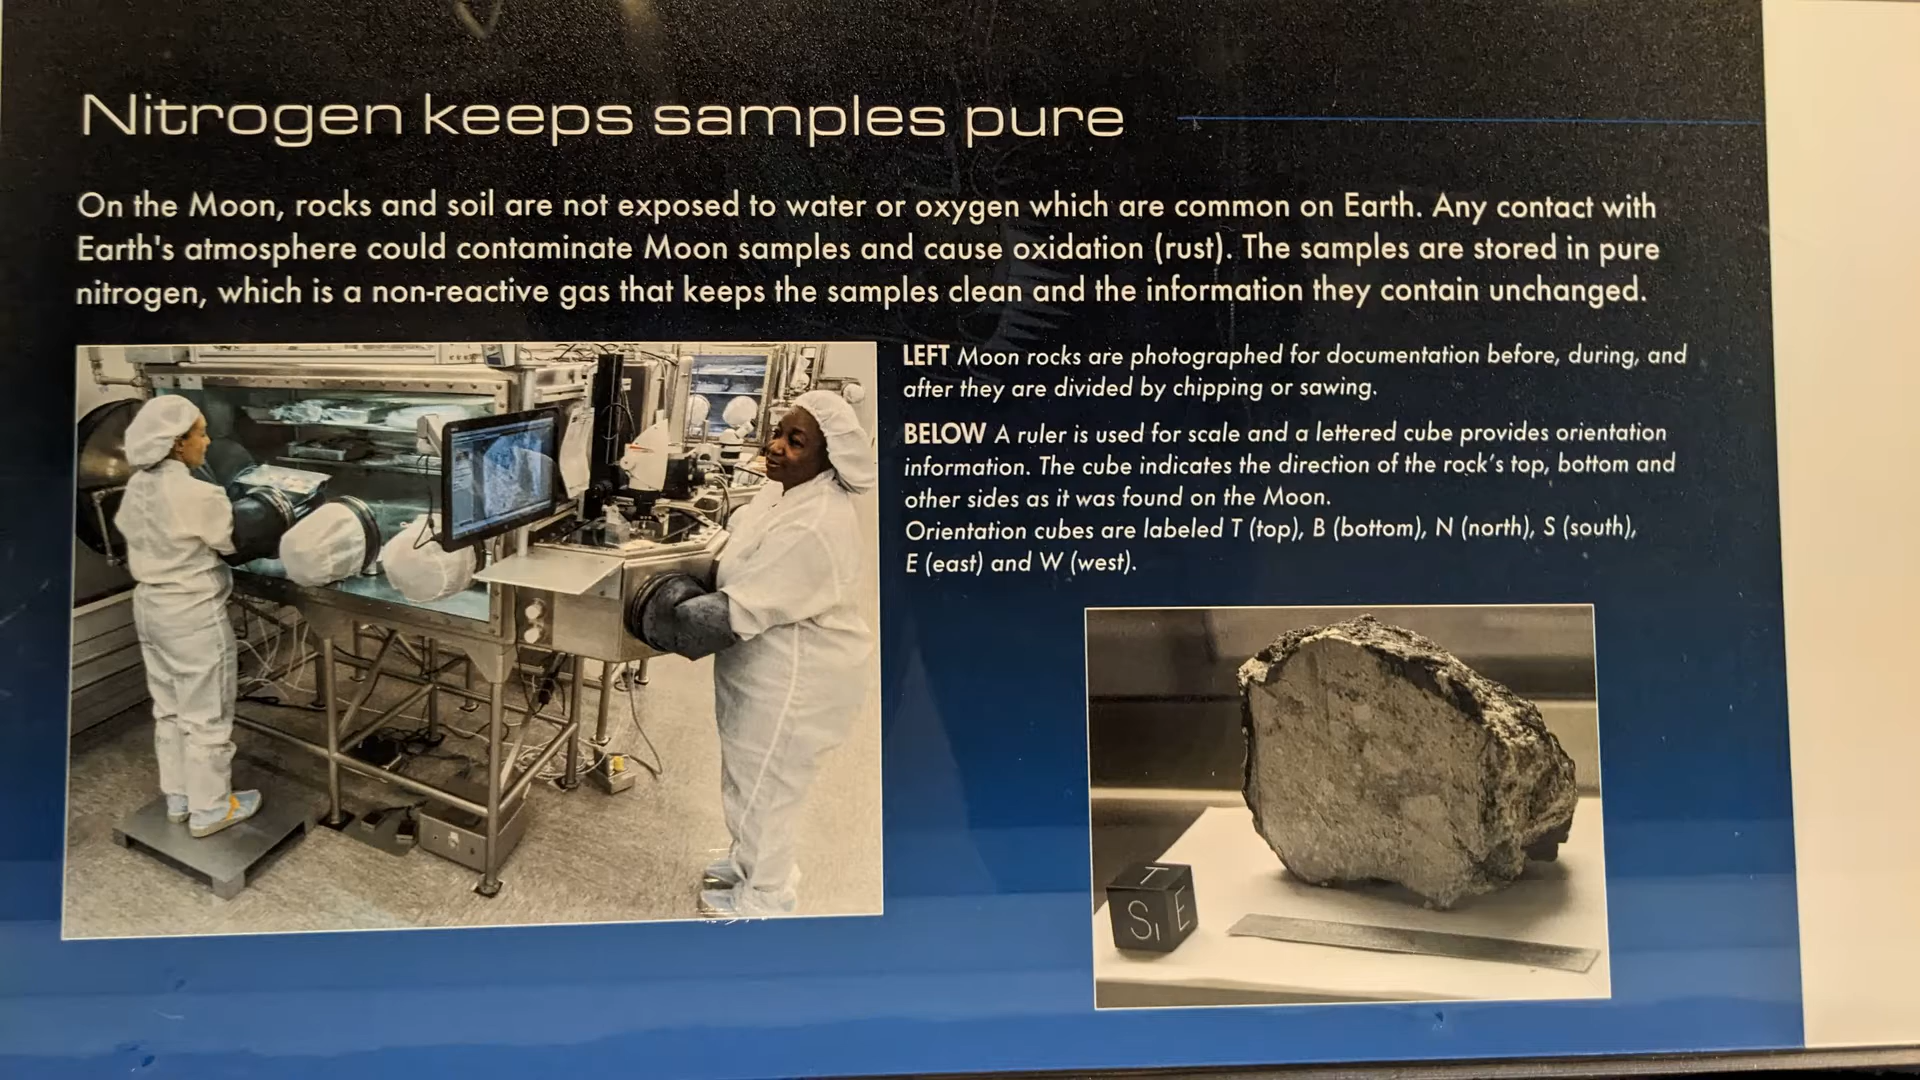 Nitrogen keeps samples pure
On the Moon, rocks and soil are not exposed to water or oxygen which are common on Earth. Any contact with
Earth's atmosphere could contaminate Moon samples and cause oxidation (rust). The samples are stored in pure
nitrogen, which is a non-reactive gas that keeps the samples clean and the information they contain unchanged.
LEFT Moon rocks are photographed for documentation before, during, and
after they are divided by chipping or sawing.
BELOW A ruler is used for scale and a lettered cube provides orientation
information. The cube indicates the direction of the rock's top, bottom and
other sides as it was found on the Moon.
Orientation cubes are labeled T (top), B (bottom), N (north), S (south),
E (east) and W (west).
T
S, E